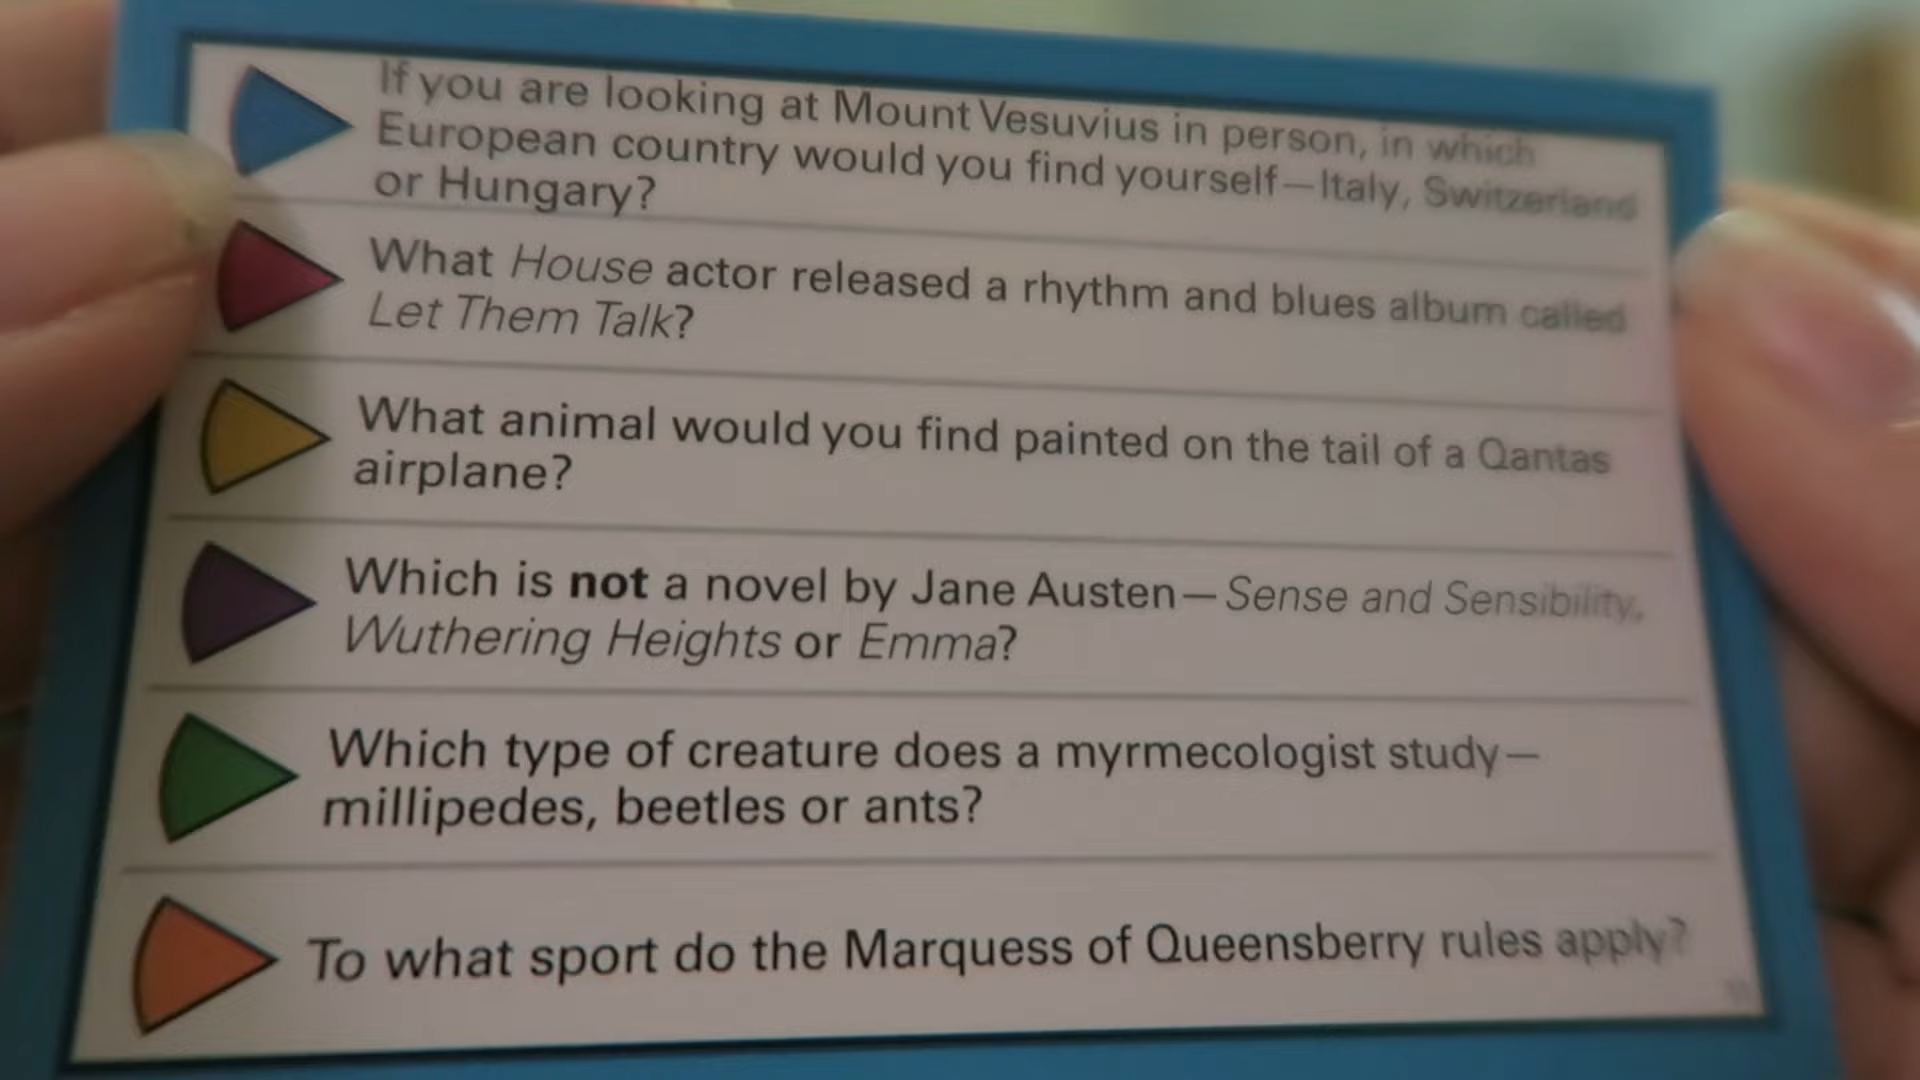 If you are looking at Mount Vesuvius in person, in which
European country would you find yourself—Italy, Switzerland
or Hungary?
What House actor released a rhythm and blues album called
Let Them Talk?
What animal would you find painted on the tail of a Qantas
airplane?
Which is not a novel by Jane Austen—Sense and Sensibility,
Wuthering Heights or Emma?
Which type of creature does a myrmecologist study—
millipedes, beetles or ants?
To what sport do the Marquess of Queensberry rules apply?